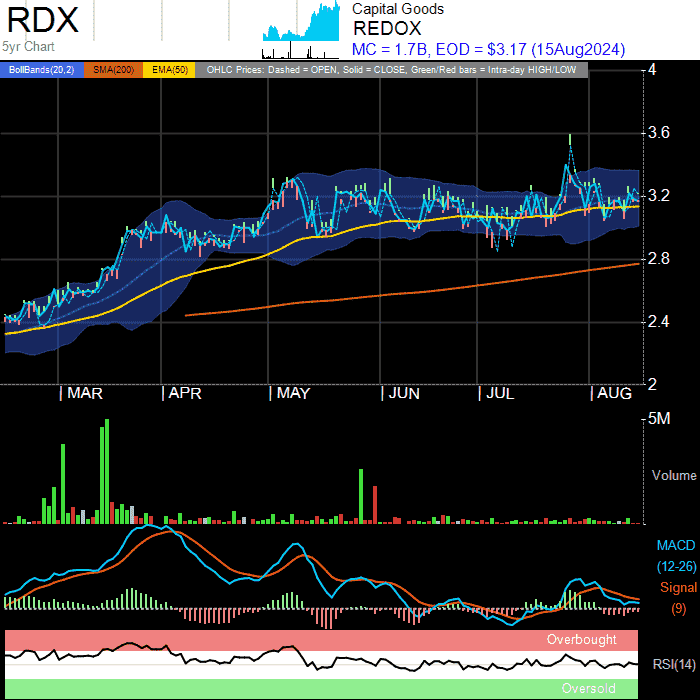 RDX
5yr Chart
Capital Goods
REDOX
MC = 1.7B, EOD = $3.17 (15Aug2024)
BollBands(20,2) SMA(200) EMA(50) OHLC Prices: Dashed = OPEN, Solid = CLOSE, Green/Red bars = Intra-day HIGH/LOW
4
3.6
3.2
2.8
2.4
2
MAR APR MAY JUN JUL AUG
5M
Volume
MACD
(12-26)
Signal
(9)
Overbought
RSI(14)
Oversold